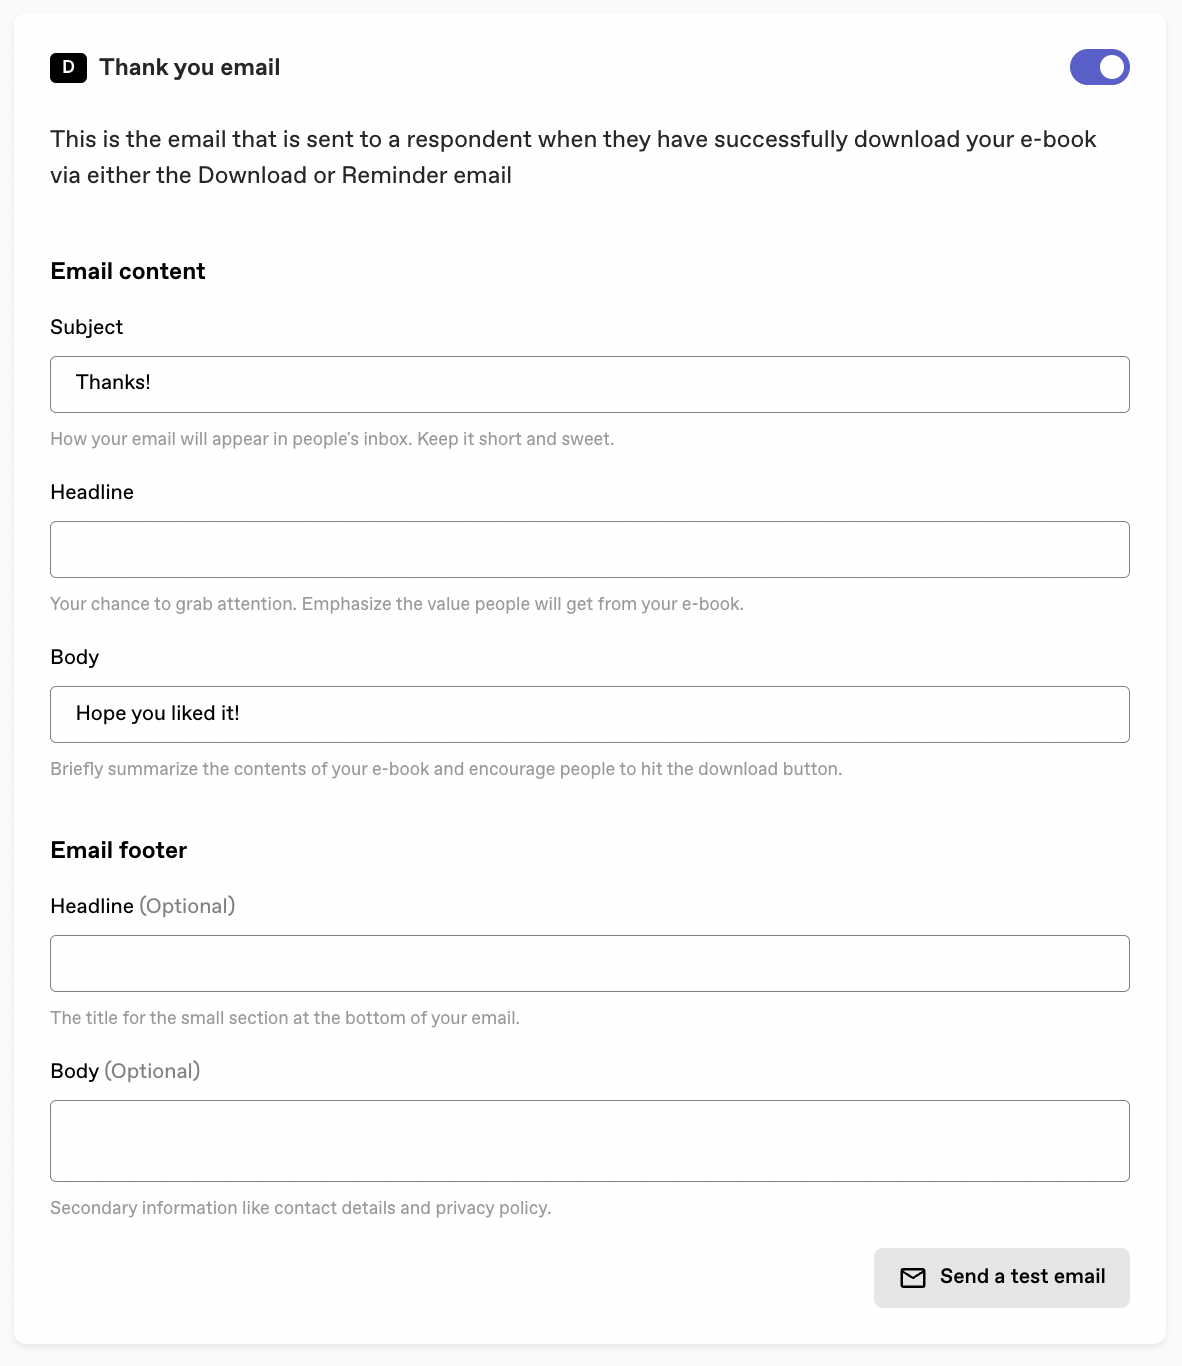 D Thank you email
This is the email that is sent to a respondent when they have successfully download your e-book
via either the Download or Reminder email
Email content
Subject
Thanks!
How your email will appear in people's inbox. Keep it short and sweet.
Headline
Your chance to grab attention. Emphasize the value people will get from your e-book.
Body
Hope you liked it!
Briefly summarize the contents of your e-book and encourage people to hit the download button.
Email footer
Headline (Optional)
The title for the small section at the bottom of your email.
Body (Optional)
Secondary information like contact details and privacy policy.
Send a test email